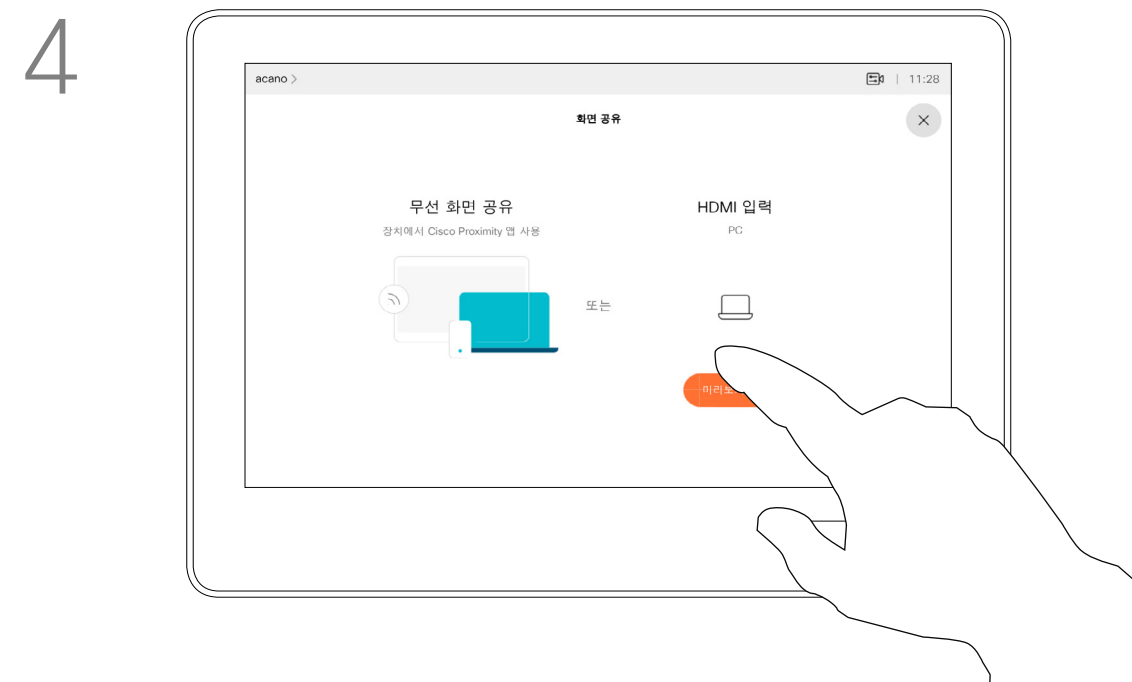 4
acano >
11:28
화면 공유
무선 화면 공유
장치에서 Cisco Proximity 앱 사용
또는
HDMI 입력
PC